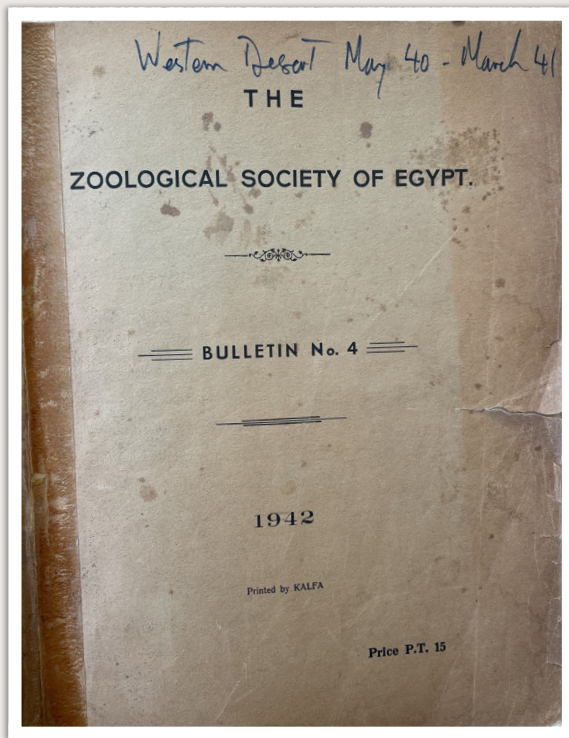 Western Desert May 40 - March 41
THE
ZOOLOGICAL SOCIETY OF EGYPT.
BULLETIN No. 4
1942
Printed by KALFA
Price P.T. 15